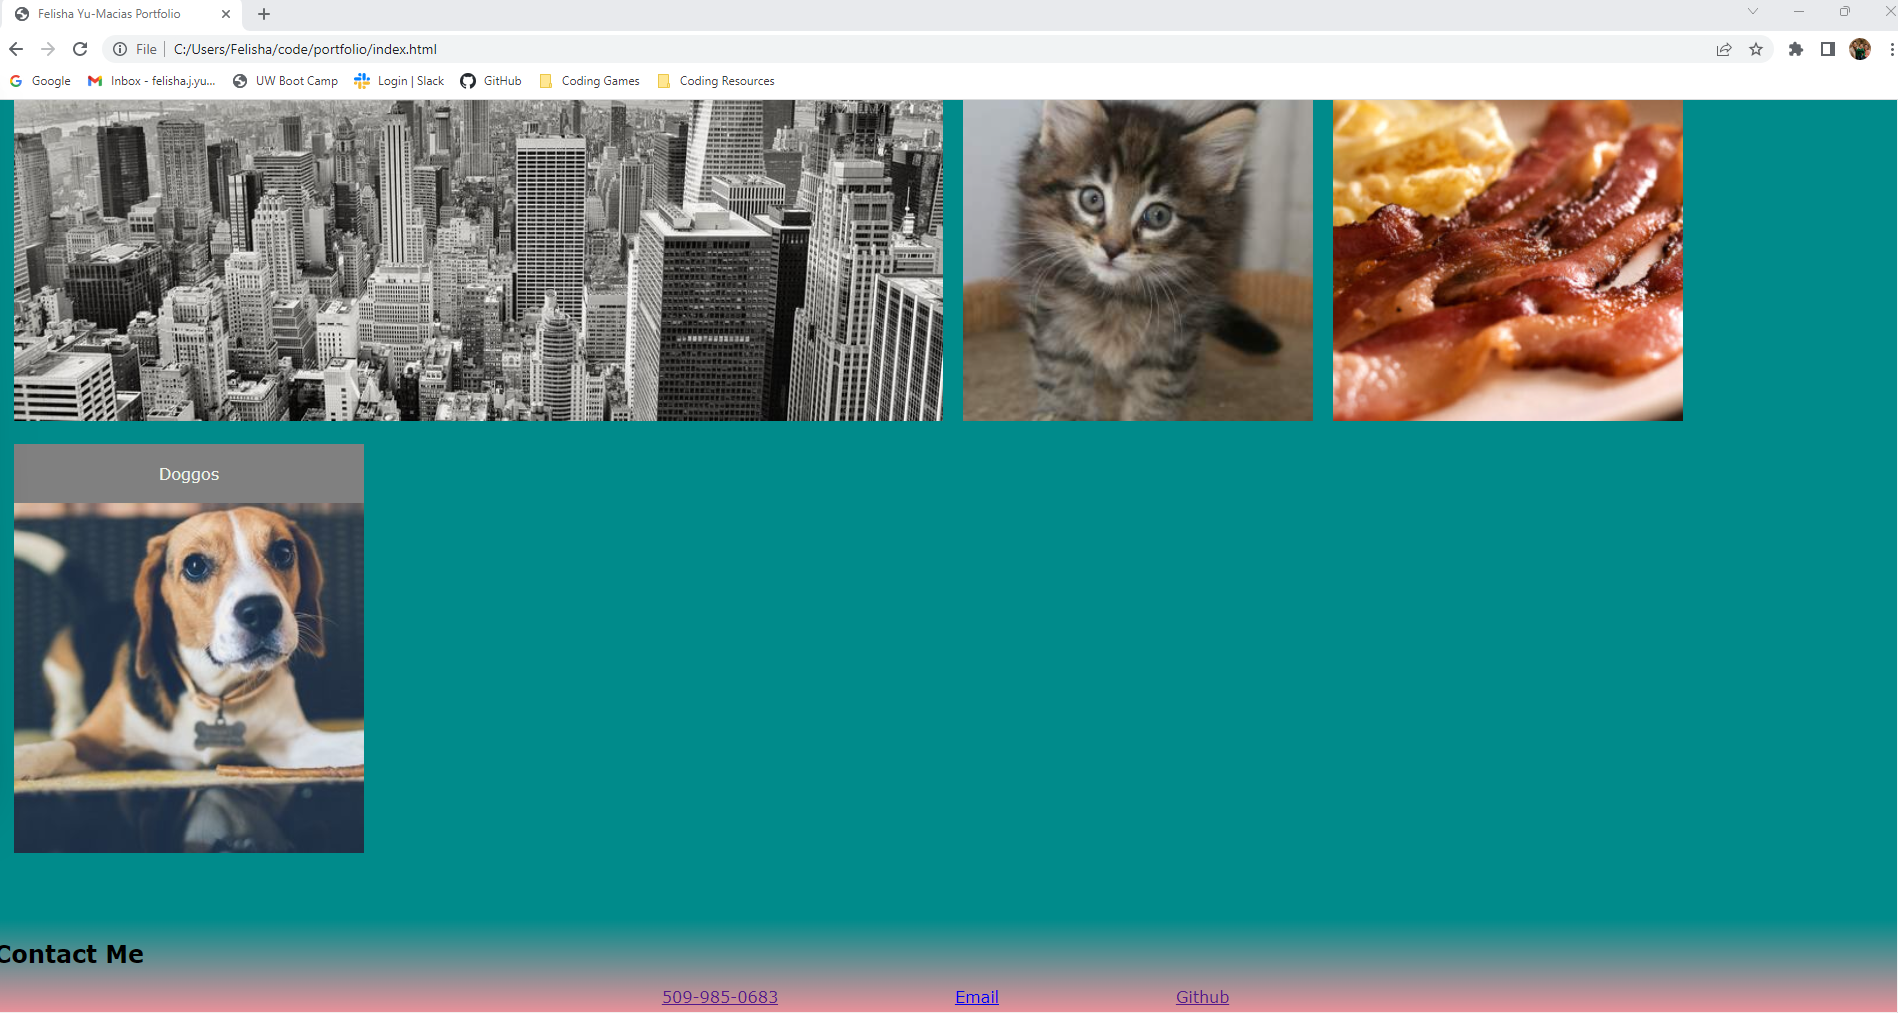 Felisha Yu-Macias Portfolio
File C:/Users/Felisha/code/portfolio/index.html
Google Inbox - felisha.j.yu... UW Boot Camp Login | Slack GitHub Coding Games Coding Resources
Doggos
Contact Me
509-985-0683 Email Github